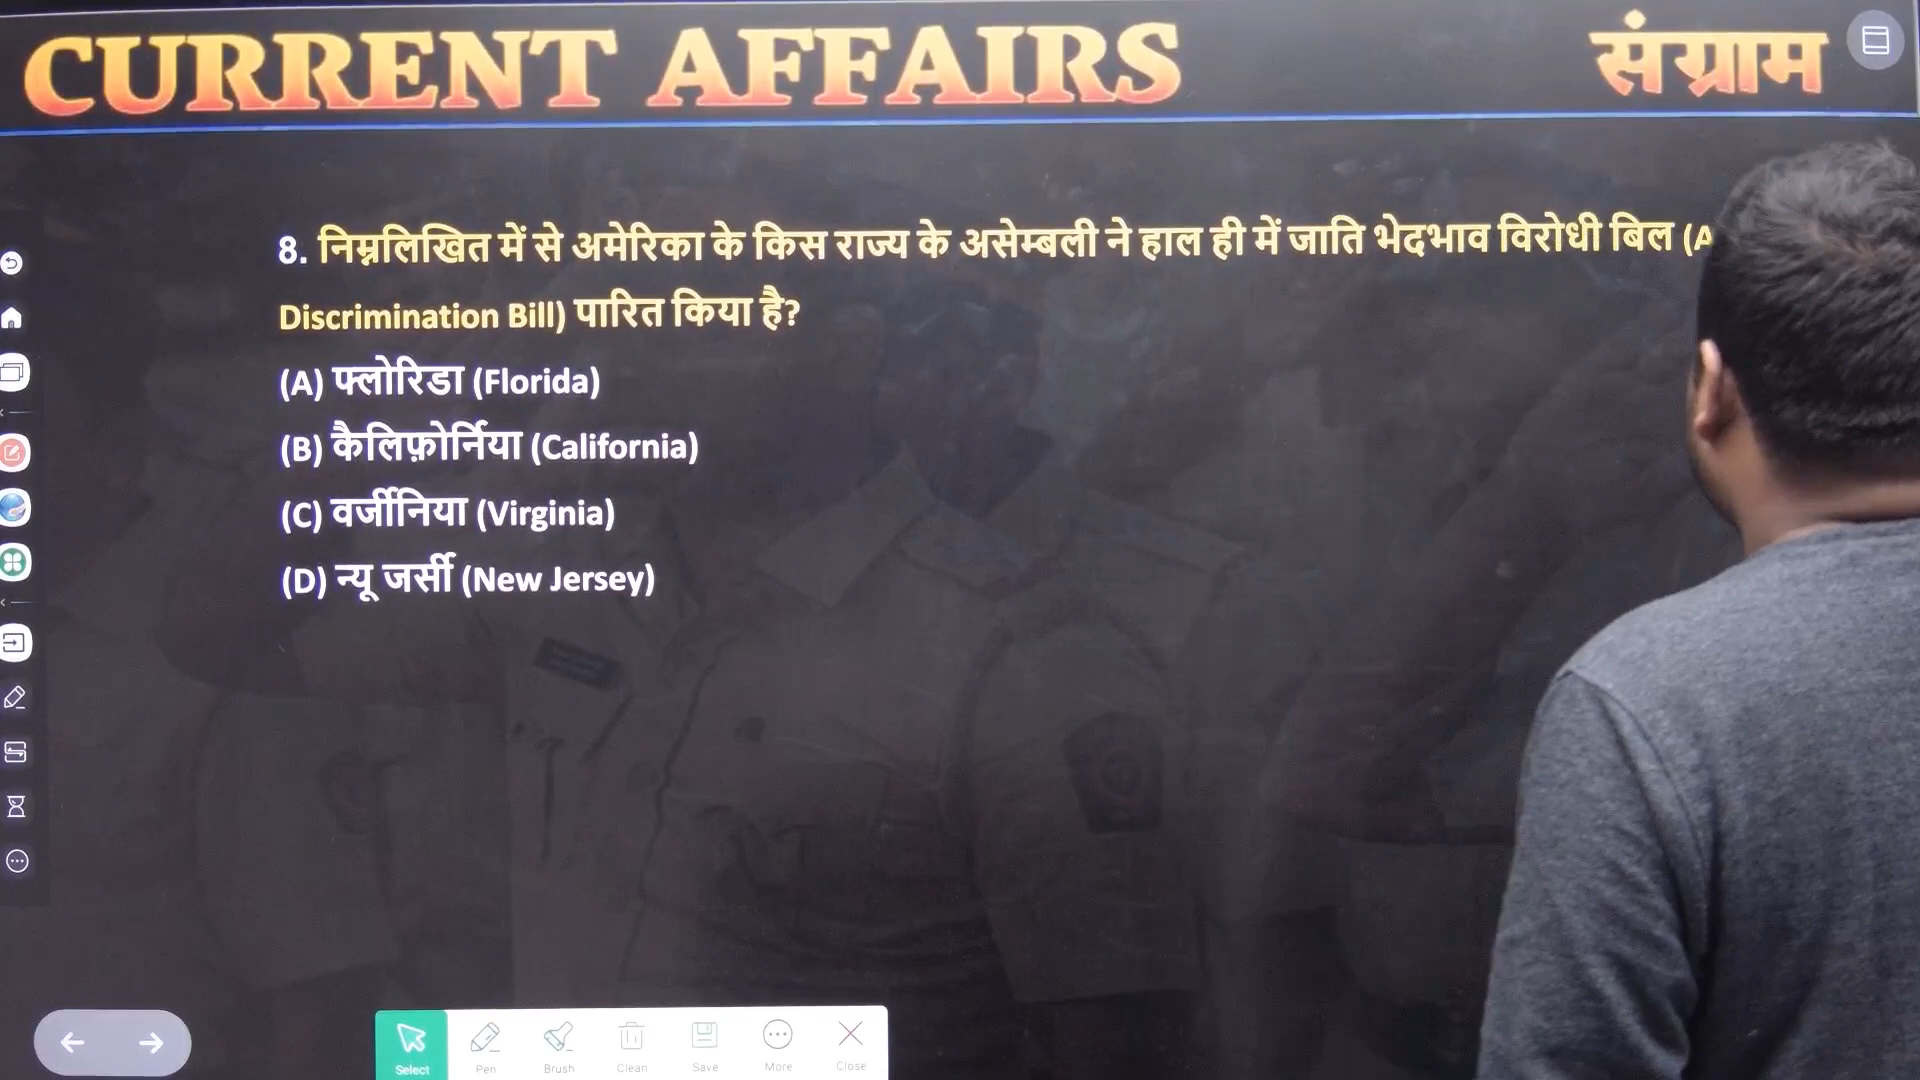 CURRENT AFFAIRS
संग्राम
8. निम्नलिखित में से अमेरिका के किस राज्य के असेम्बली ने हाल ही में जाति भेदभाव विरोधी बिल (A
Discrimination Bill) पारित किया है?
(A) फ्लोरिडा (Florida)
(B) कैलिफ़ोर्निया (California)
(C) वर्जीनिया (Virginia)
(D) न्यू जर्सी (New Jersey)
Select Pen Brush Clean Save More Close